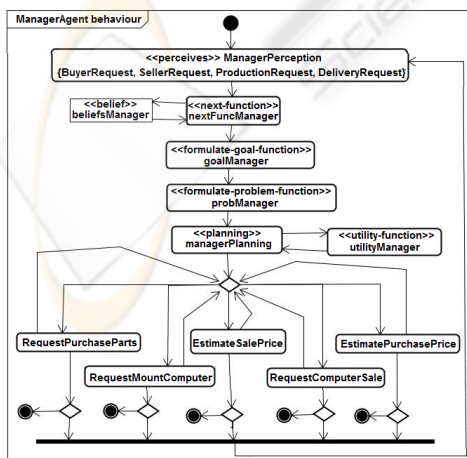 ManagerAgent behaviour
<<perceives>> ManagerPerception
{BuyerRequest, SellerRequest, ProductionRequest, DeliveryRequest}
<<belief>>
beliefsManager
<<next-function>>
nextFuncManager
<<formulate-goal-function>>
goalManager
<<formulate-problem-function>>
probManager
<<planning>>
managerPlanning
<<utility-function>>
utilityManager
RequestPurchaseParts
EstimateSalePrice
EstimatePurchasePrice
RequestMountComputer
RequestComputerSale